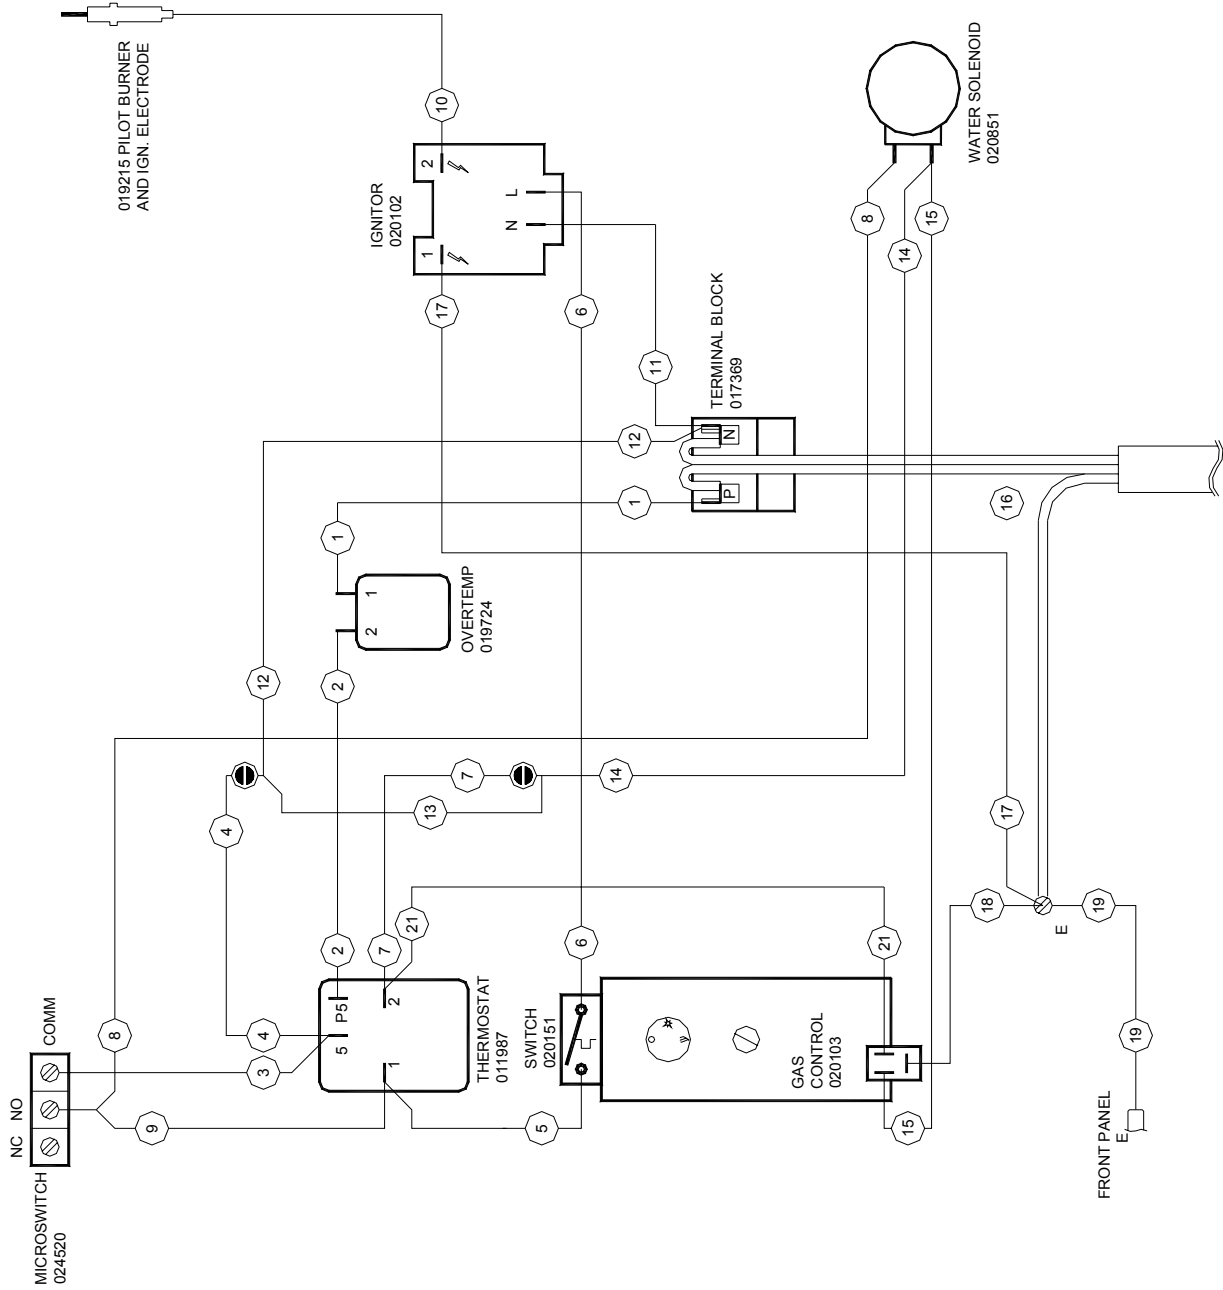 NC NO
MICROSWITCH
024520
COMM
8
019215 PILOT BURNER
AND IGN. ELECTRODE
9
4
3
4
12
2
2
1
5 P5
1 2
2 1
7
21
13
7
17
10
IGNITOR
020102
1 2
N L
OVERTEMP
019724
THERMOSTAT
011987
SWITCH
020151
5
6
6
14
1
12
11
TERMINAL BLOCK
017369
P N
GAS
CONTROL
020103
21
15
8
14
15
WATER SOLENOID
020851
18
17
16
E
19
FRONT PANEL
E
19